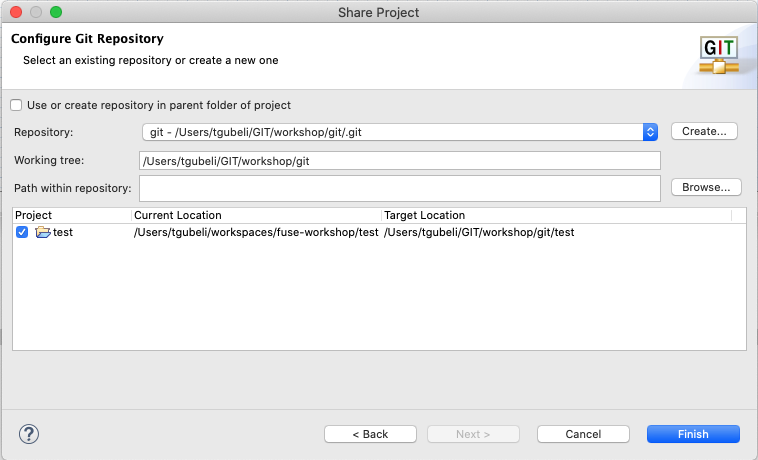 Share Project
Configure Git Repository
Select an existing repository or create a new one
GIT
Use or create repository in parent folder of project
Repository: git - /Users/tgubeli/GIT/workshop/git/.git Create...
Working tree: /Users/tgubeli/GIT/workshop/git
Path within repository: Browse...
Project Current Location Target Location
test /Users/tgubeli/workspaces/fuse-workshop/test /Users/tgubeli/GIT/workshop/git/test
? < Back Next > Cancel Finish